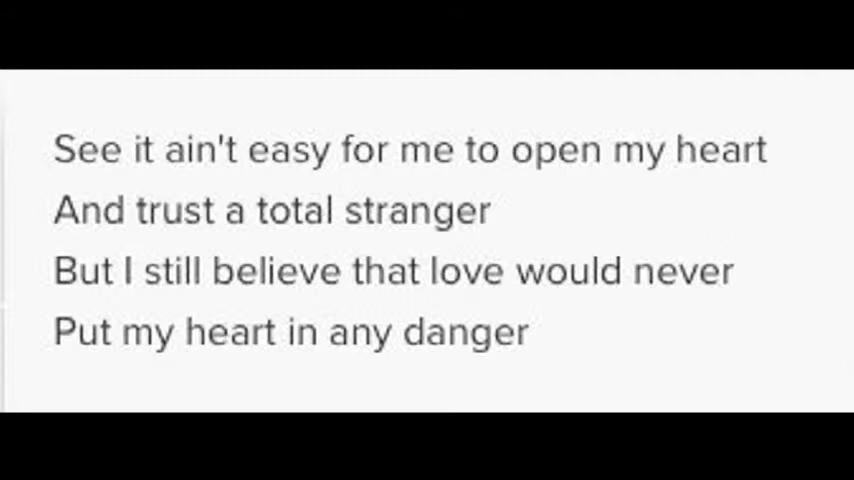 See it ain't easy for me to open my heart
And trust a total stranger
But I still believe that love would never
Put my heart in any danger